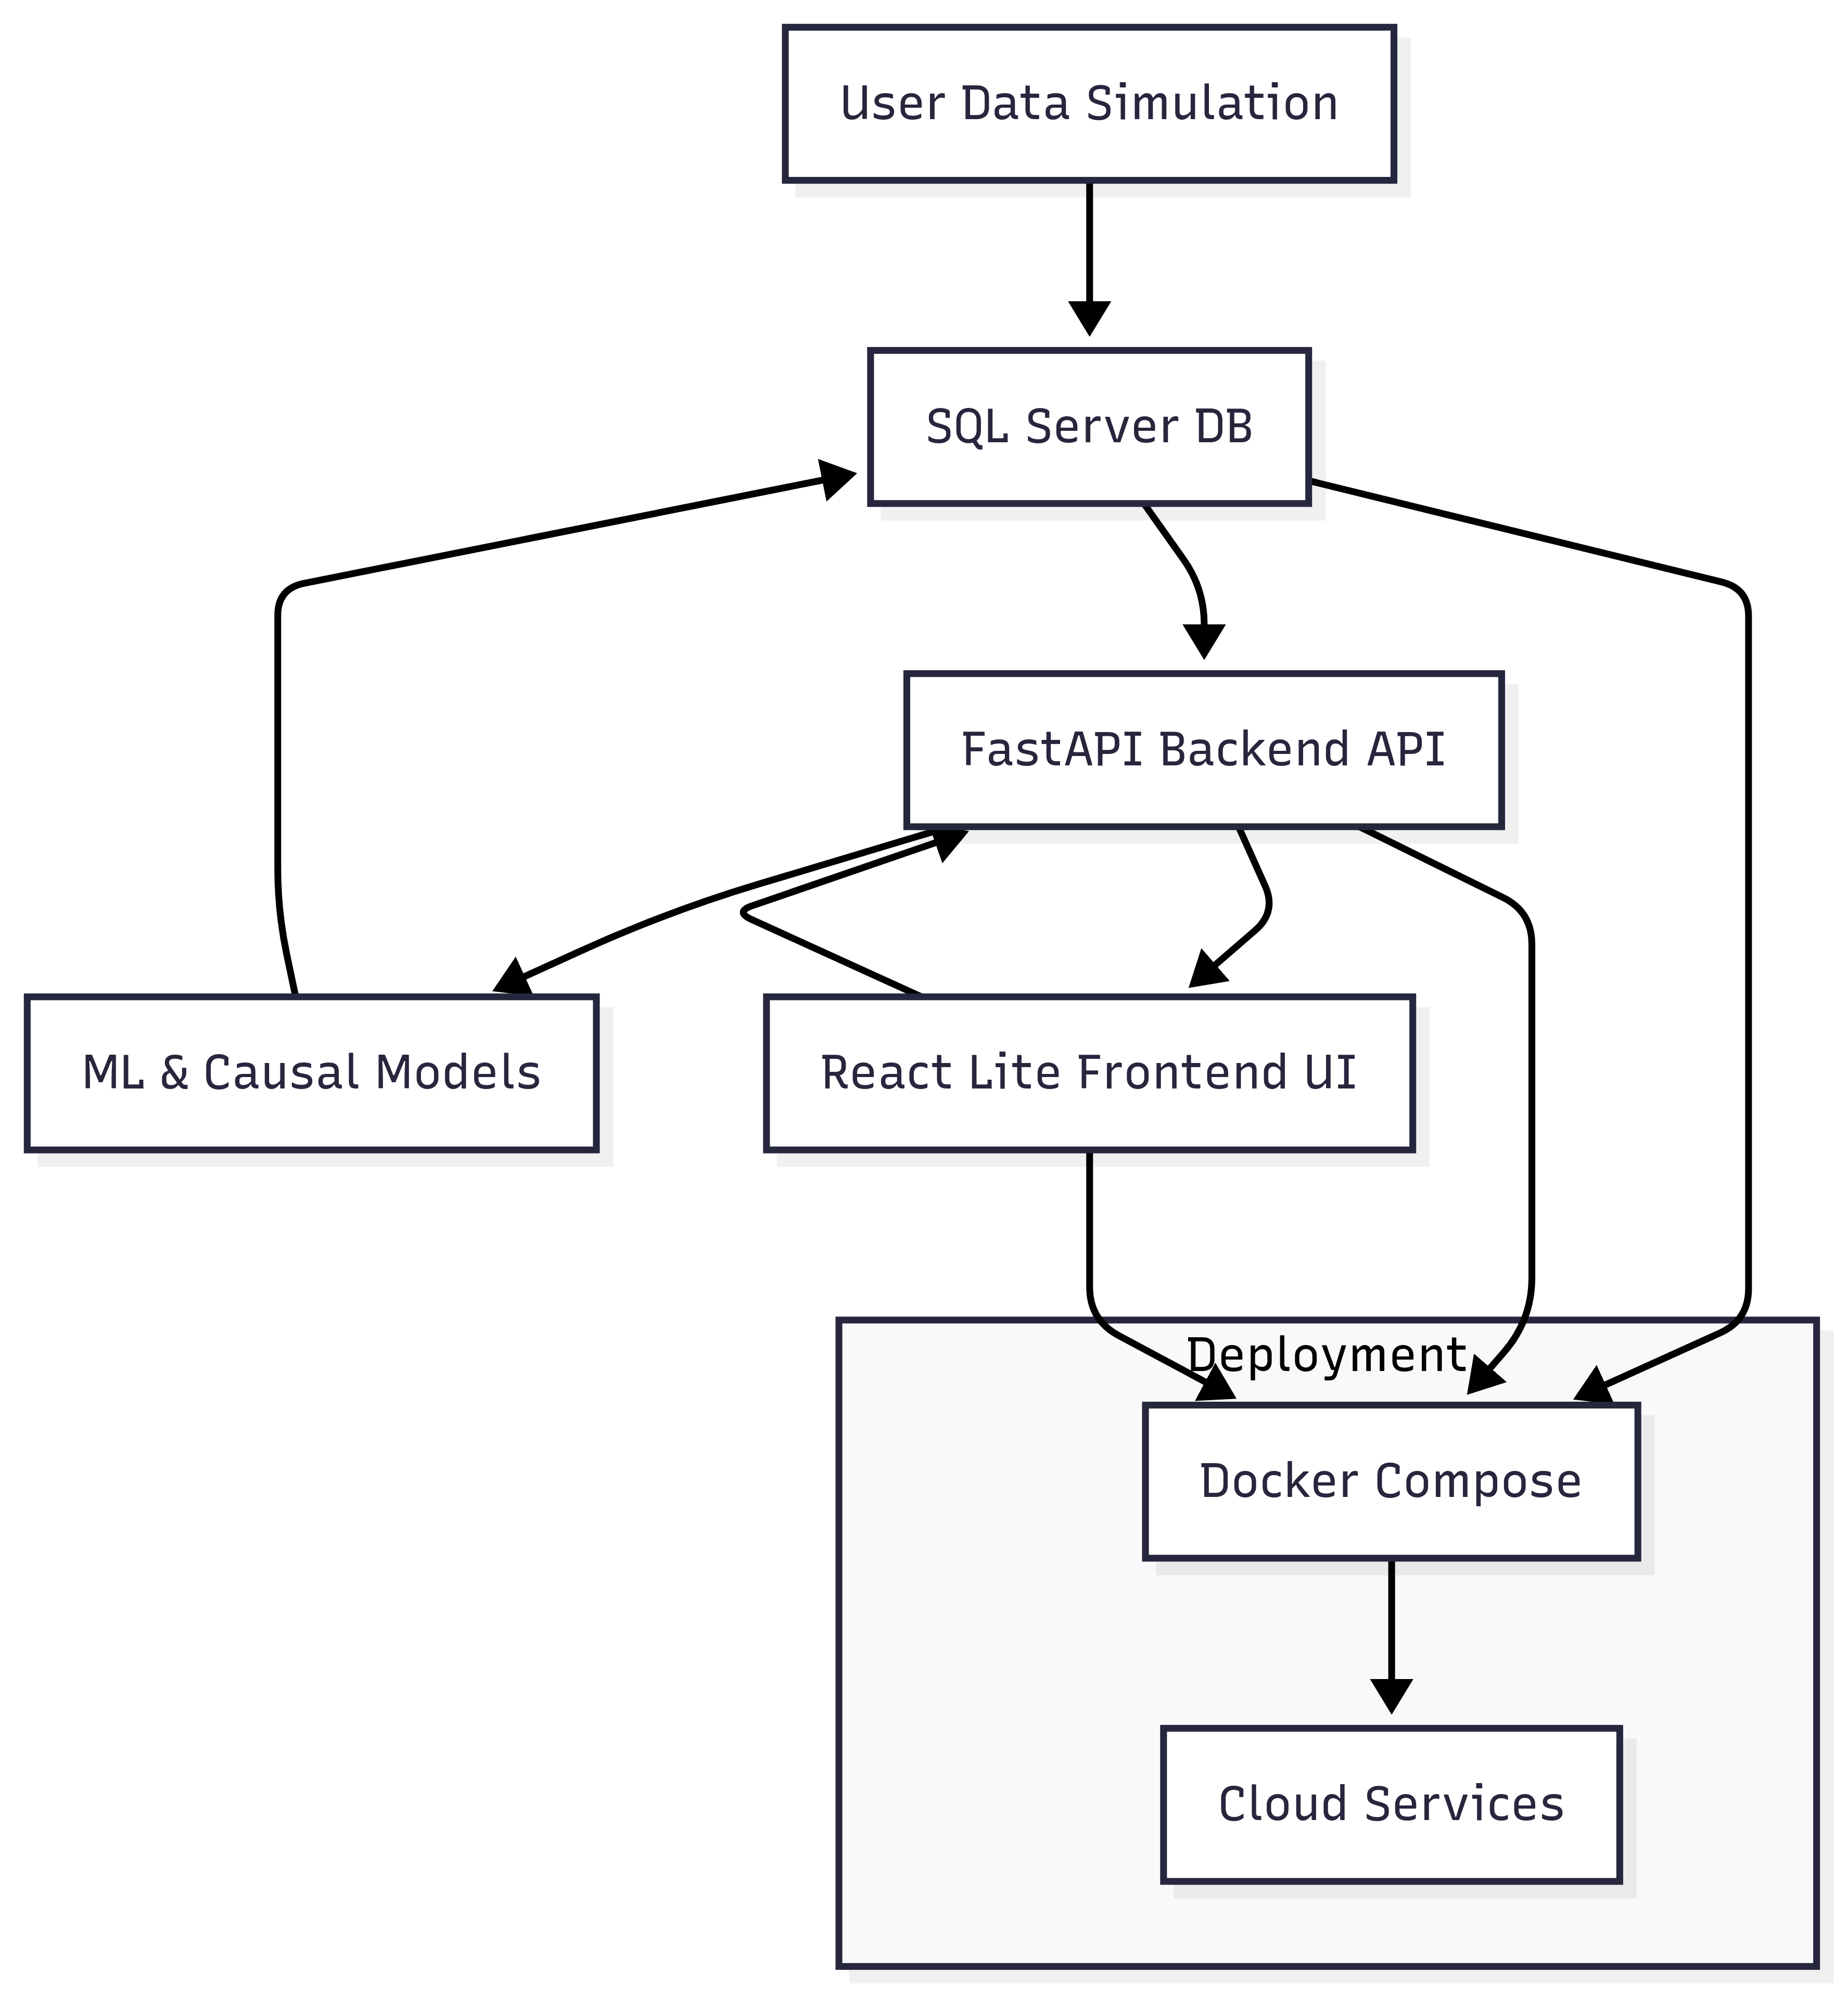 User Data Simulation
SQL Server DB
FastAPI Backend API
ML & Causal Models
React Lite Frontend UI
Deployment
Docker Compose
Cloud Services